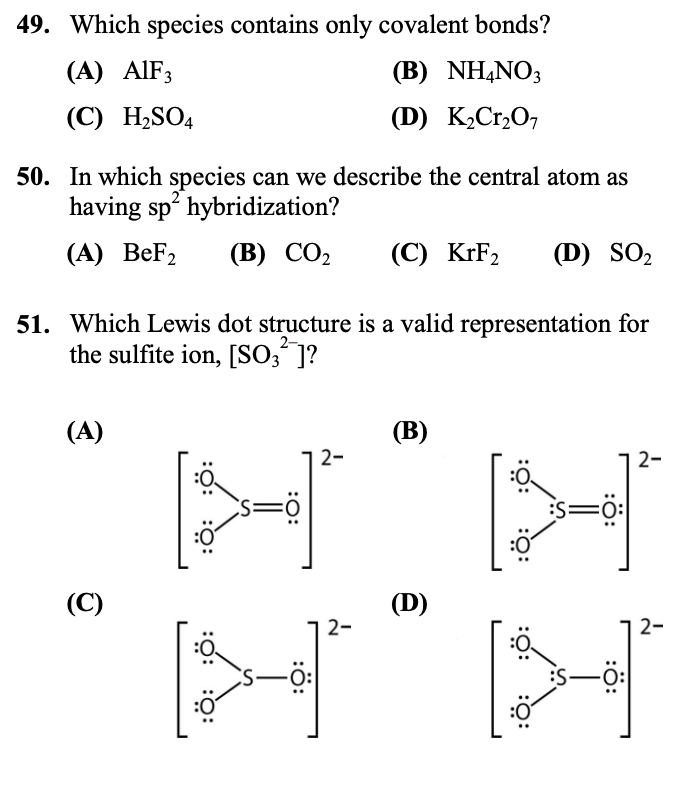 49. Which species contains only covalent bonds?
(A) AlF₃ (B) NH₄NO₃
(C) H₂SO₄ (D) K₂Cr₂O₇
50. In which species can we describe the central atom as
having sp² hybridization?
(A) BeF₂ (B) CO₂ (C) KrF₂ (D) SO₂
51. Which Lewis dot structure is a valid representation for
the sulfite ion, [SO₃²⁻]?
(A) (B)
O 2- O 2-
S=O :S=O:
O O
(C) (D)
O 2- O 2-
S—O: :S—O:
O O